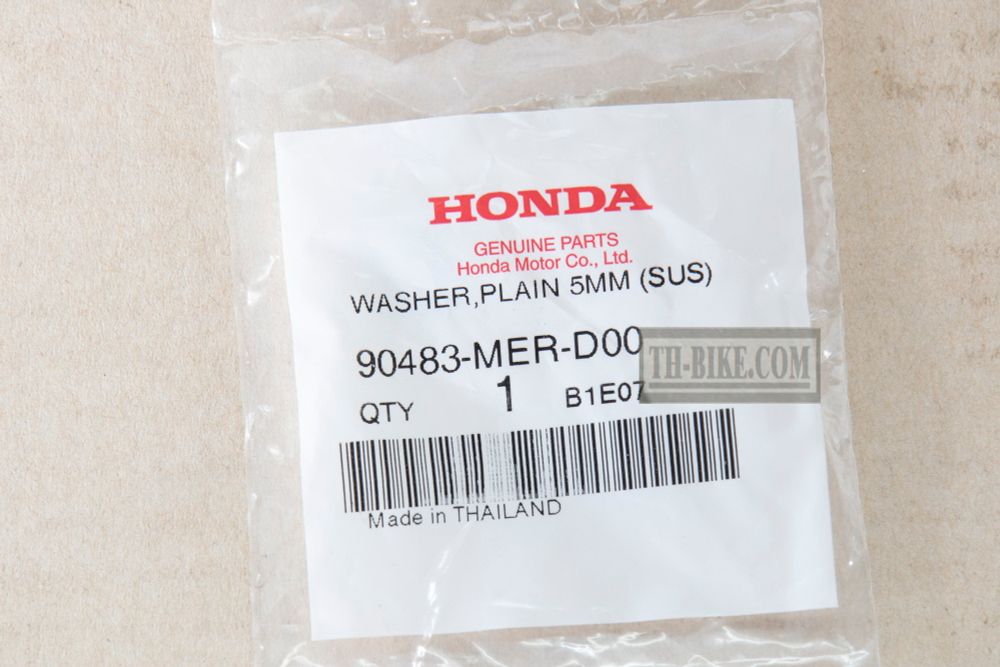 HONDA
GENUINE PARTS
Honda Motor Co., Ltd.
WASHER,PLAIN 5MM (SUS)
90483-MER-D00
TH-BIKE.COM
QTY 1 B1E07
Made in THAILAND